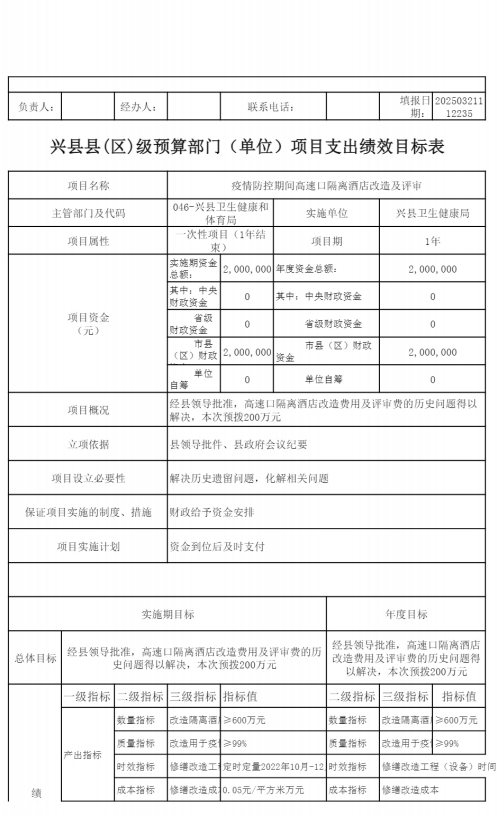 负责人： 经办人： 联系电话： 填报日期： 20250321112235
兴县县(区)级预算部门（单位）项目支出绩效目标表
项目名称 疫情防控期间高速口隔离酒店改造及评审
主管部门及代码 046-兴县卫生健康和体育局 实施单位 兴县卫生健康局
项目属性 一次性项目（1年结束） 项目期 1年
项目资金（元）
实施期资金总额： 2,000,000 年度资金总额： 2,000,000
其中：中央财政资金 0 其中：中央财政资金 0
省级财政资金 0 省级财政资金 0
市县（区）财政 2,000,000 市县（区）财政资金 2,000,000
单位自筹 0 单位自筹 0
项目概况 经县领导批准，高速口隔离酒店改造费用及评审费的历史问题得以
解决，本次预拨200万元
立项依据 县领导批件、县政府会议纪要
项目设立必要性 解决历史遗留问题，化解相关问题
保证项目实施的制度、措施 财政给予资金安排
项目实施计划 资金到位后及时支付
实施期目标 年度目标
总体目标 经县领导批准，高速口隔离酒店改造费用及评审费的历
史问题得以解决，本次预拨200万元
经县领导批准，高速口隔离酒店
改造费用及评审费的历史问题得
以解决，本次预拨200万元
绩
一级指标 二级指标 三级指标 指标值 二级指标 三级指标 指标值
产出指标
数量指标 改造隔离酒 ≥600万元 数量指标 改造隔离酒 ≥600万元
质量指标 改造用于疫 ≥99% 质量指标 改造用于疫 ≥99%
时效指标 修缮改造工 定时定量2022年10月-12 时效指标 修缮改造工程（设备）时间
成本指标 修缮改造成 0.05元/平方米万元 成本指标 修缮改造成本